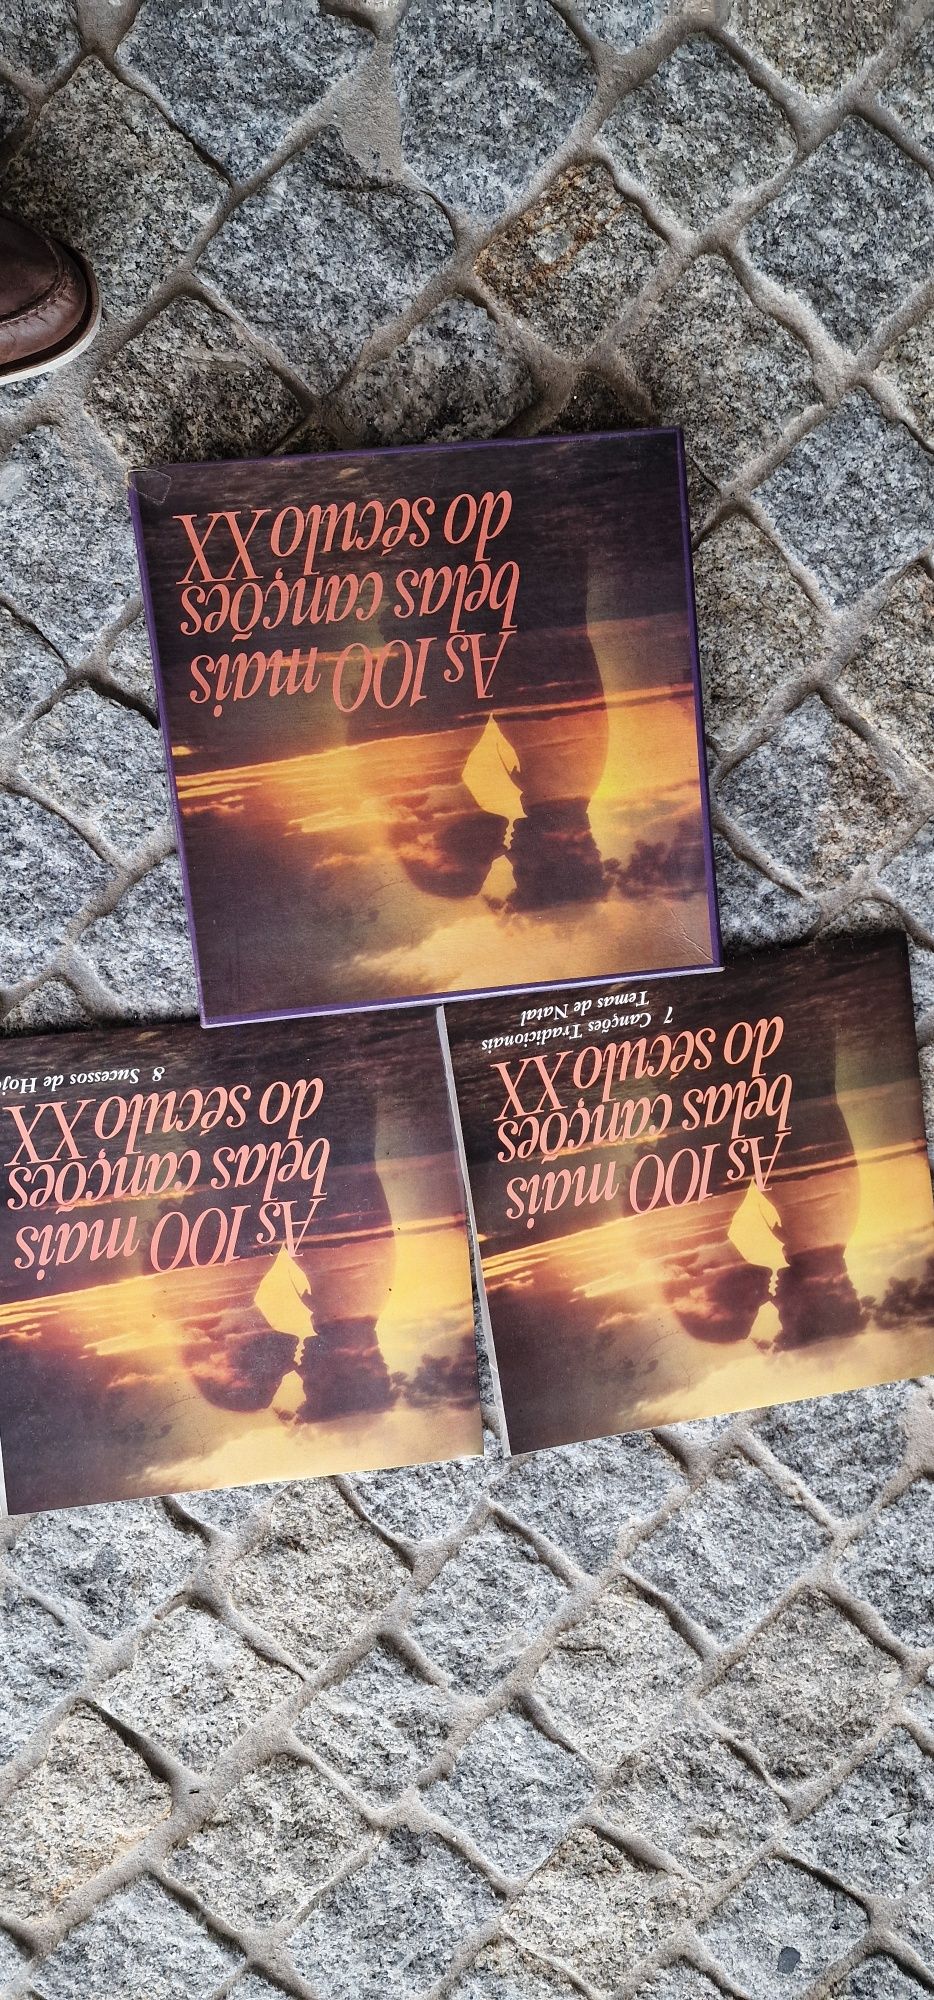 As 100 mais
belas canções
do século XX
As 100 mais
belas canções
do século XX
7 Canções Tradicionais
Temas de Natal
As 100 mais
belas canções
do século XX
8 Sucessos de Hoje